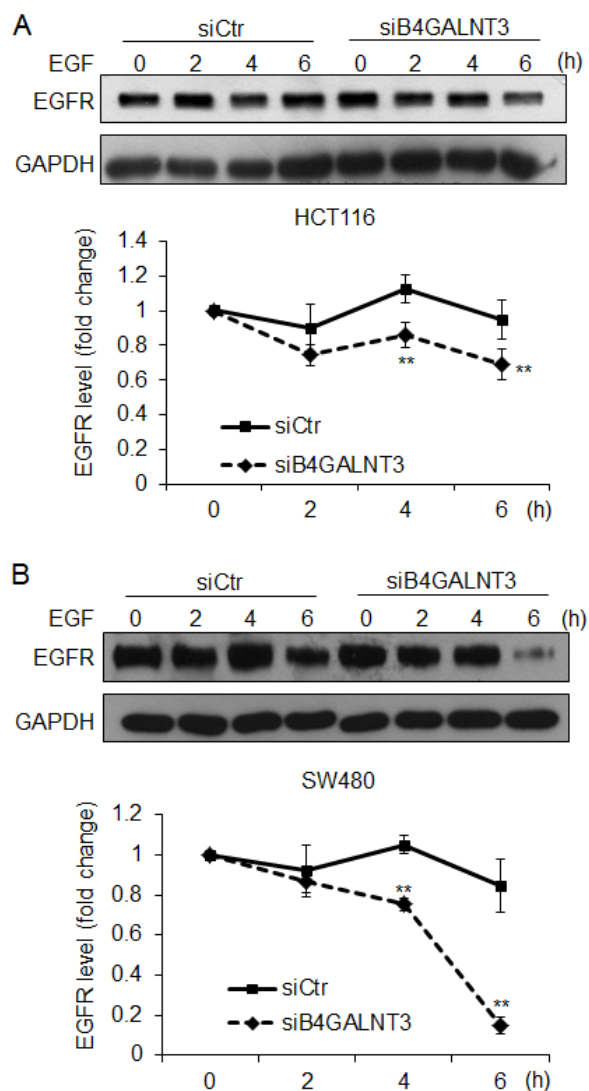 A
siCtr siB4GALNT3
EGF 0 2 4 6 0 2 4 6 (h)
EGFR
GAPDH
HCT116
EGFR level (fold change)
1.4
1.2
1
0.8
0.6
0.4
0.2
0
** **
siCtr
siB4GALNT3
0 2 4 6 (h)
B
siCtr siB4GALNT3
EGF 0 2 4 6 0 2 4 6 (h)
EGFR
GAPDH
SW480
EGFR level (fold change)
1.2
1
0.8
0.6
0.4
0.2
0
**
**
siCtr
siB4GALNT3
0 2 4 6 (h)